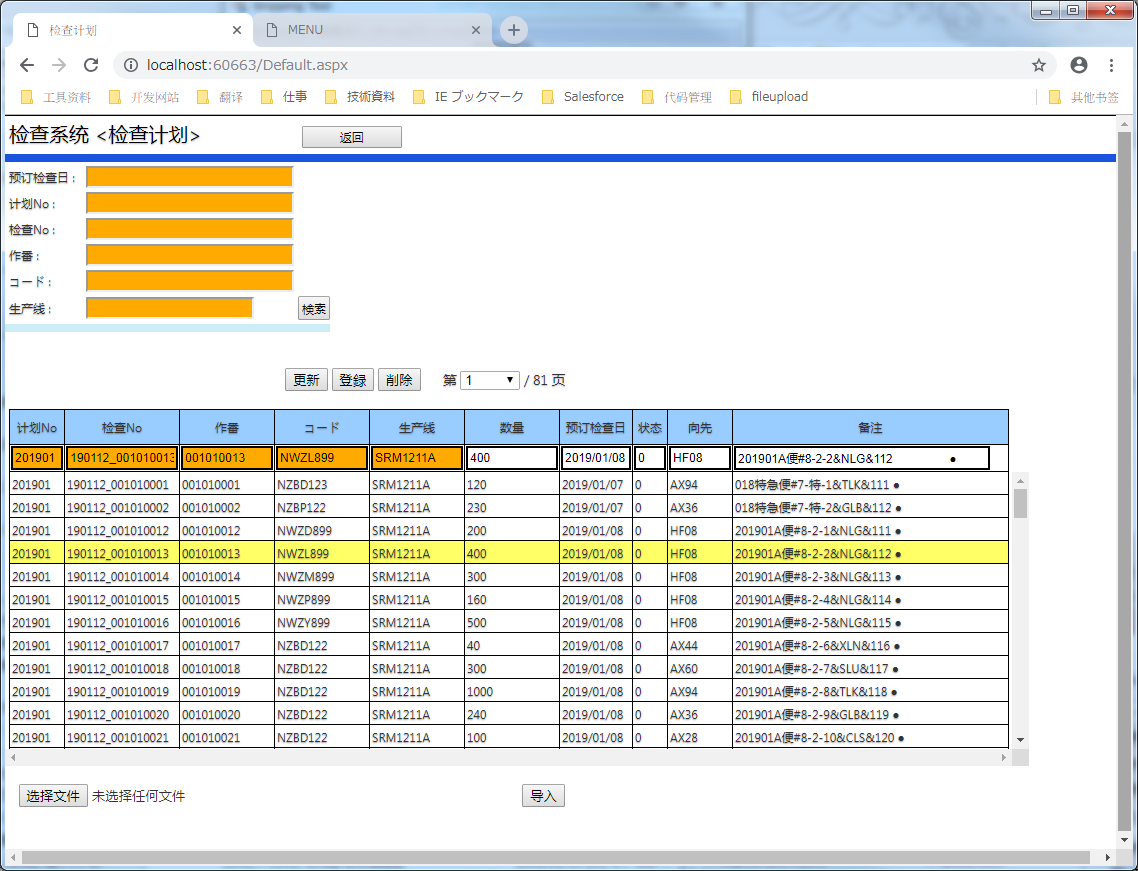 检查计划 MENU
localhost:60663/Default.aspx
工具资料 开发网站 翻译 仕事 技術資料 IE ブックマーク Salesforce 代码管理 fileupload 其他书签
检查系统 <检查计划> 返回
预订检查日：
计划No：
检查No：
作番：
コード：
生产线： 検索
更新 登録 削除 第 1 / 81 页
计划No 检查No 作番 コード 生产线 数量 预订检查日 状态 向先 备注
201901 190112_001010013 001010013 NWZL899 SRM1211A 400 2019/01/08 0 HF08 201901A便#8-2-2&NLG&112 ●
201901 190112_001010001 001010001 NZBD123 SRM1211A 120 2019/01/07 0 AX94 018特急便#7-特-1&TLK&111 ●
201901 190112_001010002 001010002 NZBP122 SRM1211A 230 2019/01/07 0 AX36 018特急便#7-特-2&GLB&112 ●
201901 190112_001010012 001010012 NWZD899 SRM1211A 200 2019/01/08 0 HF08 201901A便#8-2-1&NLG&111 ●
201901 190112_001010013 001010013 NWZL899 SRM1211A 400 2019/01/08 0 HF08 201901A便#8-2-2&NLG&112 ●
201901 190112_001010014 001010014 NWZM899 SRM1211A 300 2019/01/08 0 HF08 201901A便#8-2-3&NLG&113 ●
201901 190112_001010015 001010015 NWZP899 SRM1211A 160 2019/01/08 0 HF08 201901A便#8-2-4&NLG&114 ●
201901 190112_001010016 001010016 NWZY899 SRM1211A 500 2019/01/08 0 HF08 201901A便#8-2-5&NLG&115 ●
201901 190112_001010017 001010017 NZBD122 SRM1211A 40 2019/01/08 0 AX44 201901A便#8-2-6&XLN&116 ●
201901 190112_001010018 001010018 NZBD122 SRM1211A 300 2019/01/08 0 AX60 201901A便#8-2-7&SLU&117 ●
201901 190112_001010019 001010019 NZBD122 SRM1211A 1000 2019/01/08 0 AX94 201901A便#8-2-8&TLK&118 ●
201901 190112_001010020 001010020 NZBD122 SRM1211A 240 2019/01/08 0 AX36 201901A便#8-2-9&GLB&119 ●
201901 190112_001010021 001010021 NZBD122 SRM1211A 100 2019/01/08 0 AX28 201901A便#8-2-10&CLS&120 ●
选择文件 未选择任何文件 导入